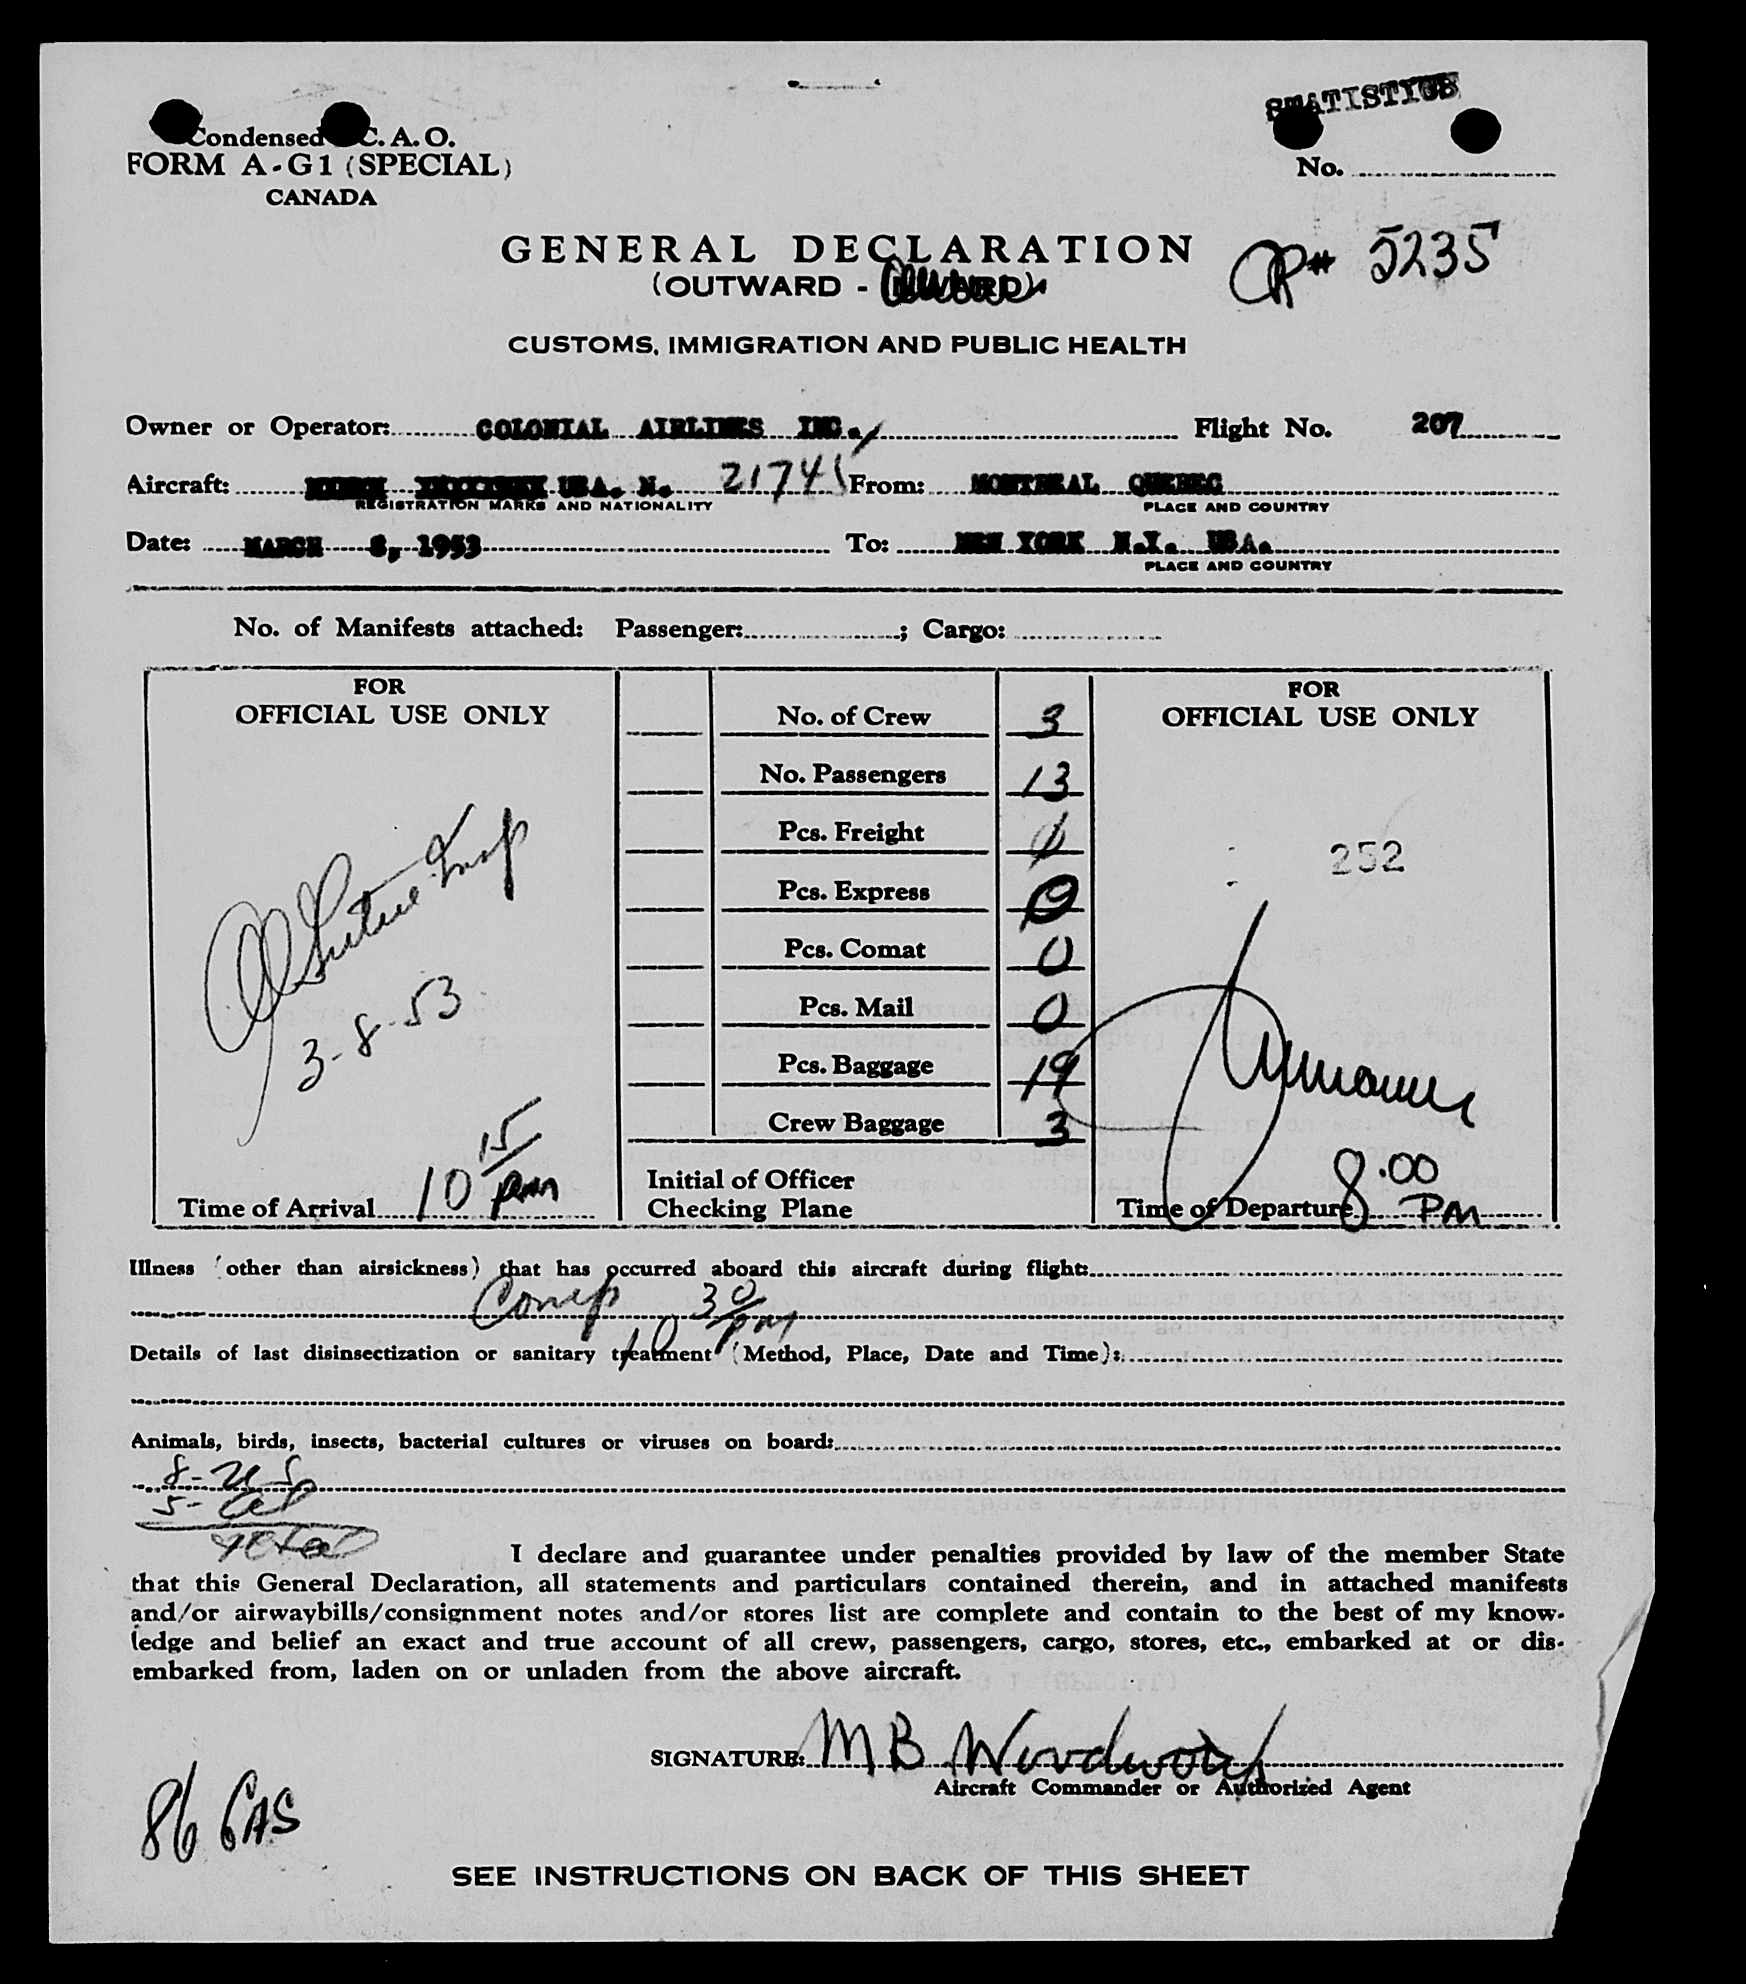 STATISTICS
Condensed C. A. O.
FORM A-G1 (SPECIAL)
CANADA
No.
GENERAL DECLARATION
(OUTWARD -
# 5235
CUSTOMS, IMMIGRATION AND PUBLIC HEALTH
Owner or Operator: COLONIAL AIRLINES INC. Flight No. 207
Aircraft: USA. N. 21745 From: MONTREAL QUEBEC
REGISTRATION MARKS AND NATIONALITY PLACE AND COUNTRY
Date: MARCH 8, 1953 To: NEW YORK N.Y. USA.
PLACE AND COUNTRY
No. of Manifests attached: Passenger: ; Cargo:
FOR
OFFICIAL USE ONLY
3-8-53
Time of Arrival 10 15 pm
No. of Crew 3
No. Passengers 13
Pcs. Freight
Pcs. Express 0
Pcs. Comat 0
Pcs. Mail 0
Pcs. Baggage 19
Crew Baggage 3
Initial of Officer
Checking Plane
FOR
OFFICIAL USE ONLY
252
Time of Departure 8.00 PM
Illness (other than airsickness) that has occurred aboard this aircraft during flight:
Comp 10 30 pm
Details of last disinsectization or sanitary treatment (Method, Place, Date and Time):
Animals, birds, insects, bacterial cultures or viruses on board:
8- US
5-
total
I declare and guarantee under penalties provided by law of the member State
that this General Declaration, all statements and particulars contained therein, and in attached manifests
and/or airwaybills/consignment notes and/or stores list are complete and contain to the best of my know-
ledge and belief an exact and true account of all crew, passengers, cargo, stores, etc., embarked at or dis-
embarked from, laden on or unladen from the above aircraft.
SIGNATURE: M B Woodword
Aircraft Commander or Authorized Agent
86 GAS
SEE INSTRUCTIONS ON BACK OF THIS SHEET